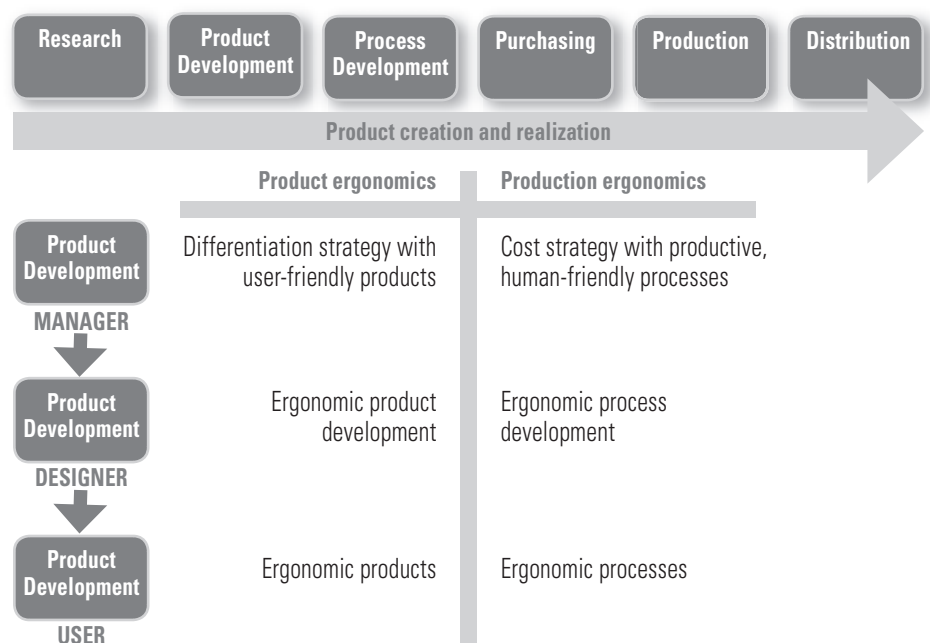 Research
Product
Development
Process
Development
Purchasing
Production
Distribution
Product creation and realization
Product ergonomics
Production ergonomics
Product
Development
MANAGER
Differentiation strategy with
user-friendly products
Cost strategy with productive,
human-friendly processes
Product
Development
DESIGNER
Ergonomic product
development
Ergonomic process
development
Product
Development
USER
Ergonomic products
Ergonomic processes